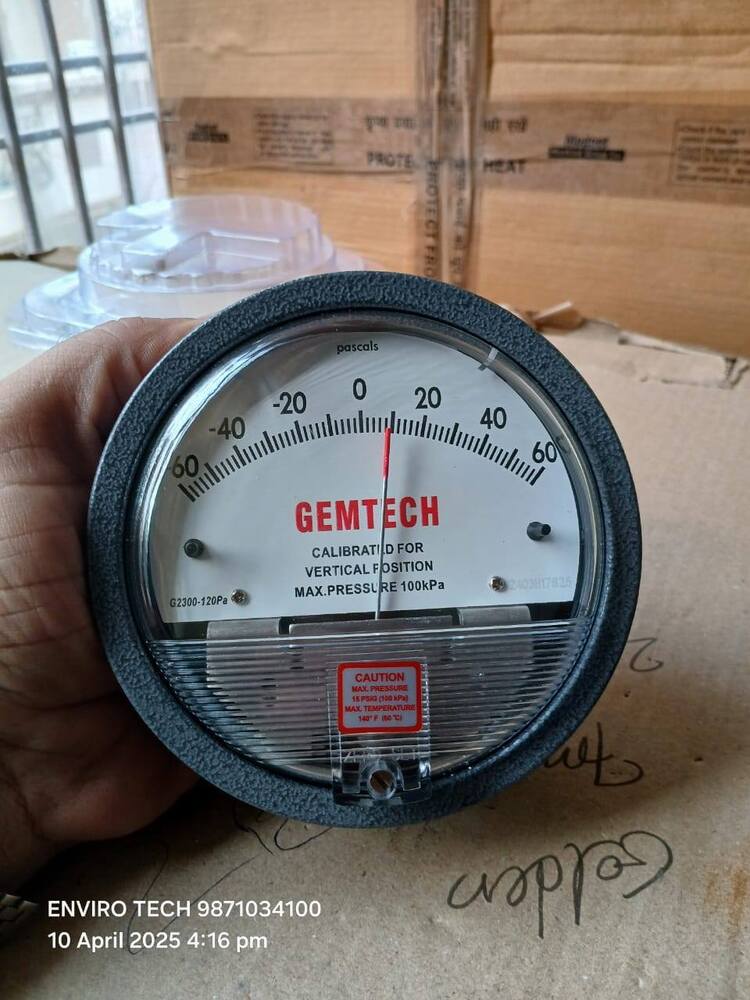 PROTECT FRO
pascals
-60 -40 -20 0 20 40 60
GEMTECH
CALIBRATED FOR
VERTICAL POSITION
MAX.PRESSURE 100kPa
G2300-120Pa
CAUTION
MAX. PRESSURE
15 PSIG (100 kPa)
MAX. TEMPERATURE
140° F (60 °C)
Golden
ENVIRO TECH 9871034100
10 April 2025 4:16 pm